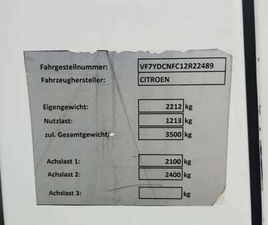 Fahrgestellnummer: VF7YDCNFC12R22489
Fahrzeughersteller: CITROEN
Eigengewicht: 2212 kg
Nutzlast: 1213 kg
zul. Gesamtgewicht: 3500 kg
Achslast 1: 2100 kg
Achslast 2: 2400 kg
Achslast 3: kg